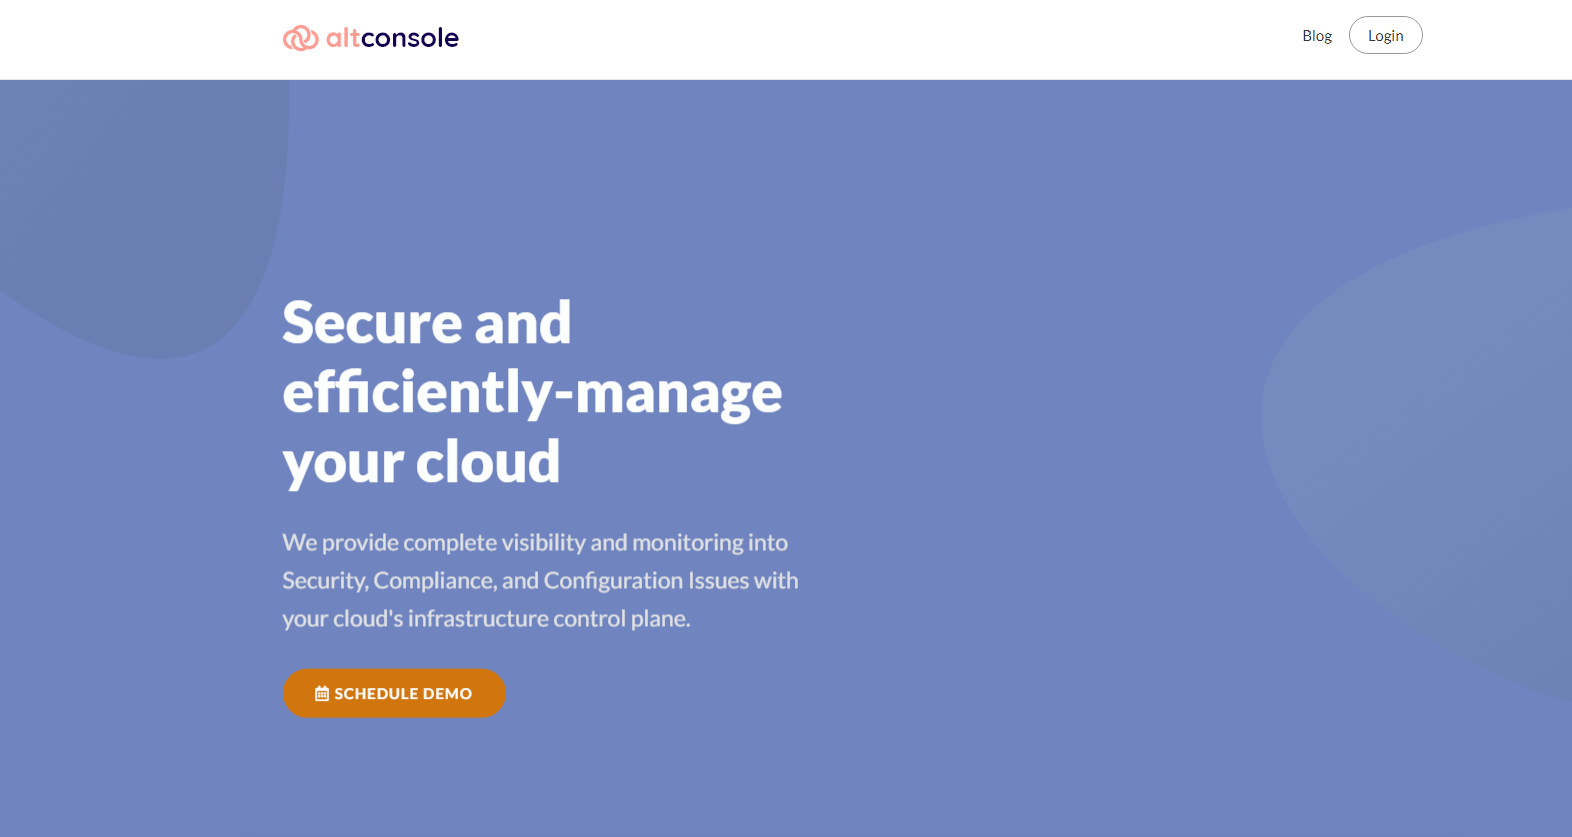 altconsole
Blog
Login
Secure and
efficiently-manage
your cloud
We provide complete visibility and monitoring into
Security, Compliance, and Configuration Issues with
your cloud's infrastructure control plane.
SCHEDULE DEMO